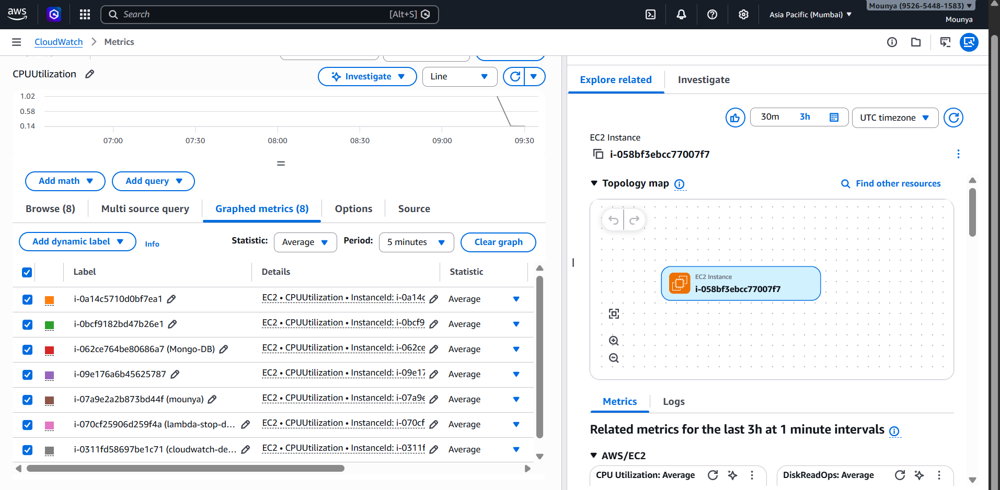 aws
Search [Alt+S]
Asia Pacific (Mumbai)
Mounya (9526-5448-1583)
Mounya
CloudWatch
Metrics
CPUUtilization
Investigate
Line
1.02
0.58
0.14
07:00 07:30 08:00 08:30 09:00 09:30
Add math
Add query
Browse (8)
Multi source query
Graphed metrics (8)
Options
Source
Add dynamic label
Info
Statistic:
Average
Period:
5 minutes
Clear graph
Label Details Statistic
i-0a14c5710d0bf7ea1 EC2 • CPUUtilization • InstanceId: i-0a14c Average
i-0bcf9182bd47b26e1 EC2 • CPUUtilization • InstanceId: i-0bcf9 Average
i-062ce764be80686a7 (Mongo-DB) EC2 • CPUUtilization • InstanceId: i-062ce Average
i-09e176a6b45625787 EC2 • CPUUtilization • InstanceId: i-09e17 Average
i-07a9e2a2b873bd44f (mounya) EC2 • CPUUtilization • InstanceId: i-07a9e Average
i-070cf25906d259f4a (lambda-stop-d... EC2 • CPUUtilization • InstanceId: i-070cf Average
i-0311fd58697be1c71 (cloudwatch-de... EC2 • CPUUtilization • InstanceId: i-0311f Average
Explore related
Investigate
30m
3h
UTC timezone
EC2 Instance
i-058bf3ebcc77007f7
Topology map
Find other resources
EC2 Instance
i-058bf3ebcc77007f7
Metrics
Logs
Related metrics for the last 3h at 1 minute intervals
AWS/EC2
CPU Utilization: Average
DiskReadOps: Average